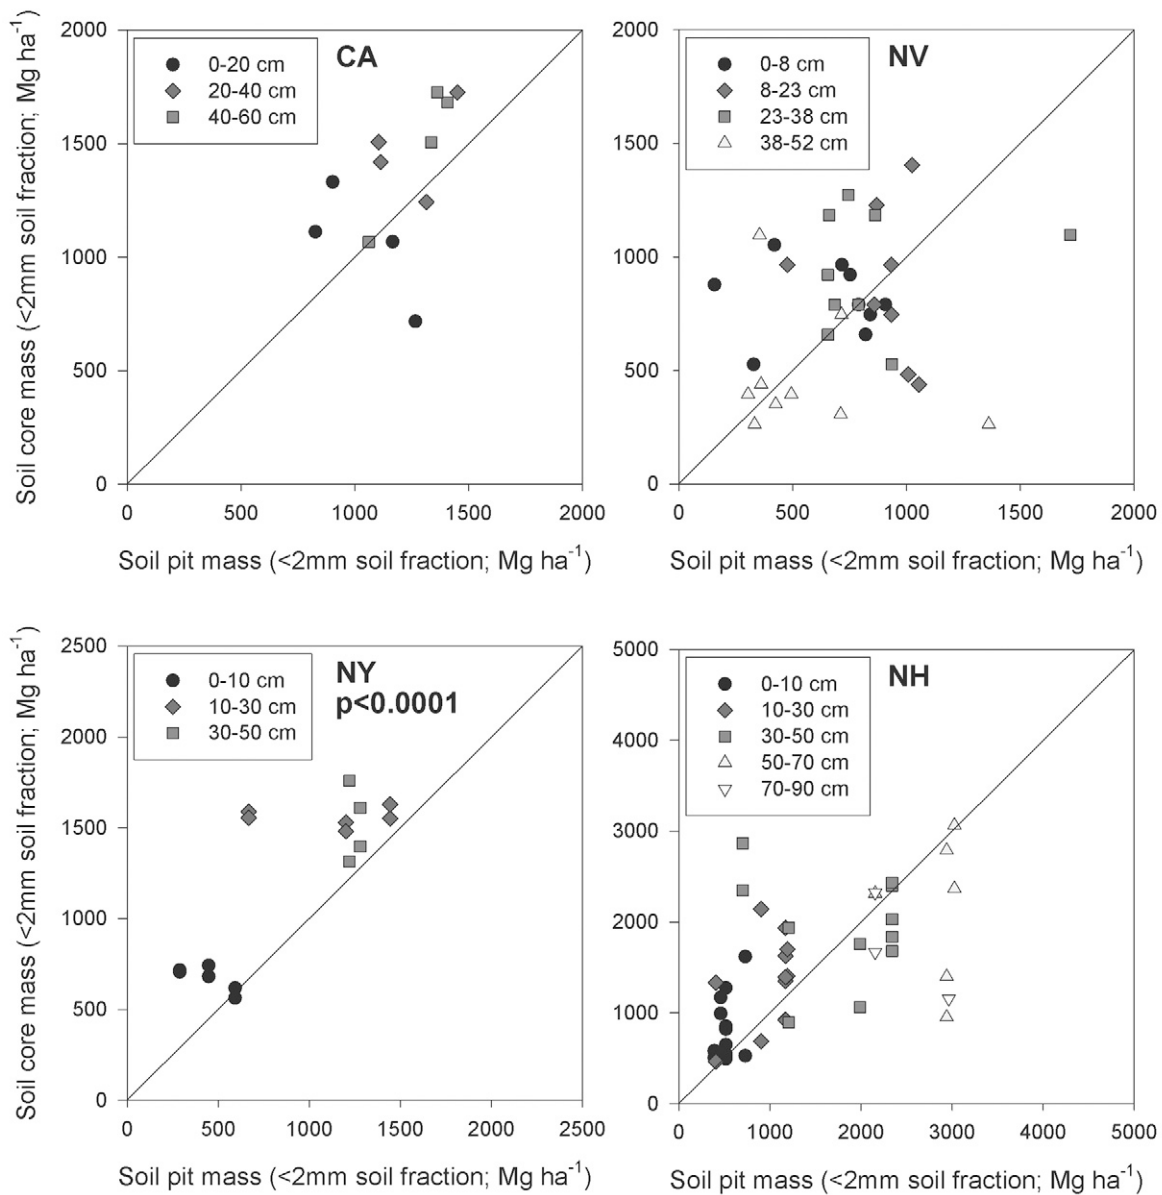 2000
1500
1000
500
0
0 500 1000 1500 2000
Soil core mass (<2mm soil fraction; Mg ha-1)
Soil pit mass (<2mm soil fraction; Mg ha-1)
CA
0-20 cm
20-40 cm
40-60 cm
2000
1500
1000
500
0
0 500 1000 1500 2000
Soil pit mass (<2mm soil fraction; Mg ha-1)
NV
0-8 cm
8-23 cm
23-38 cm
38-52 cm
2500
2000
1500
1000
500
0
0 500 1000 1500 2000 2500
Soil core mass (<2mm soil fraction; Mg ha-1)
Soil pit mass (<2mm soil fraction; Mg ha-1)
NY
p<0.0001
0-10 cm
10-30 cm
30-50 cm
5000
4000
3000
2000
1000
0
0 1000 2000 3000 4000 5000
Soil pit mass (<2mm soil fraction; Mg ha-1)
NH
0-10 cm
10-30 cm
30-50 cm
50-70 cm
70-90 cm